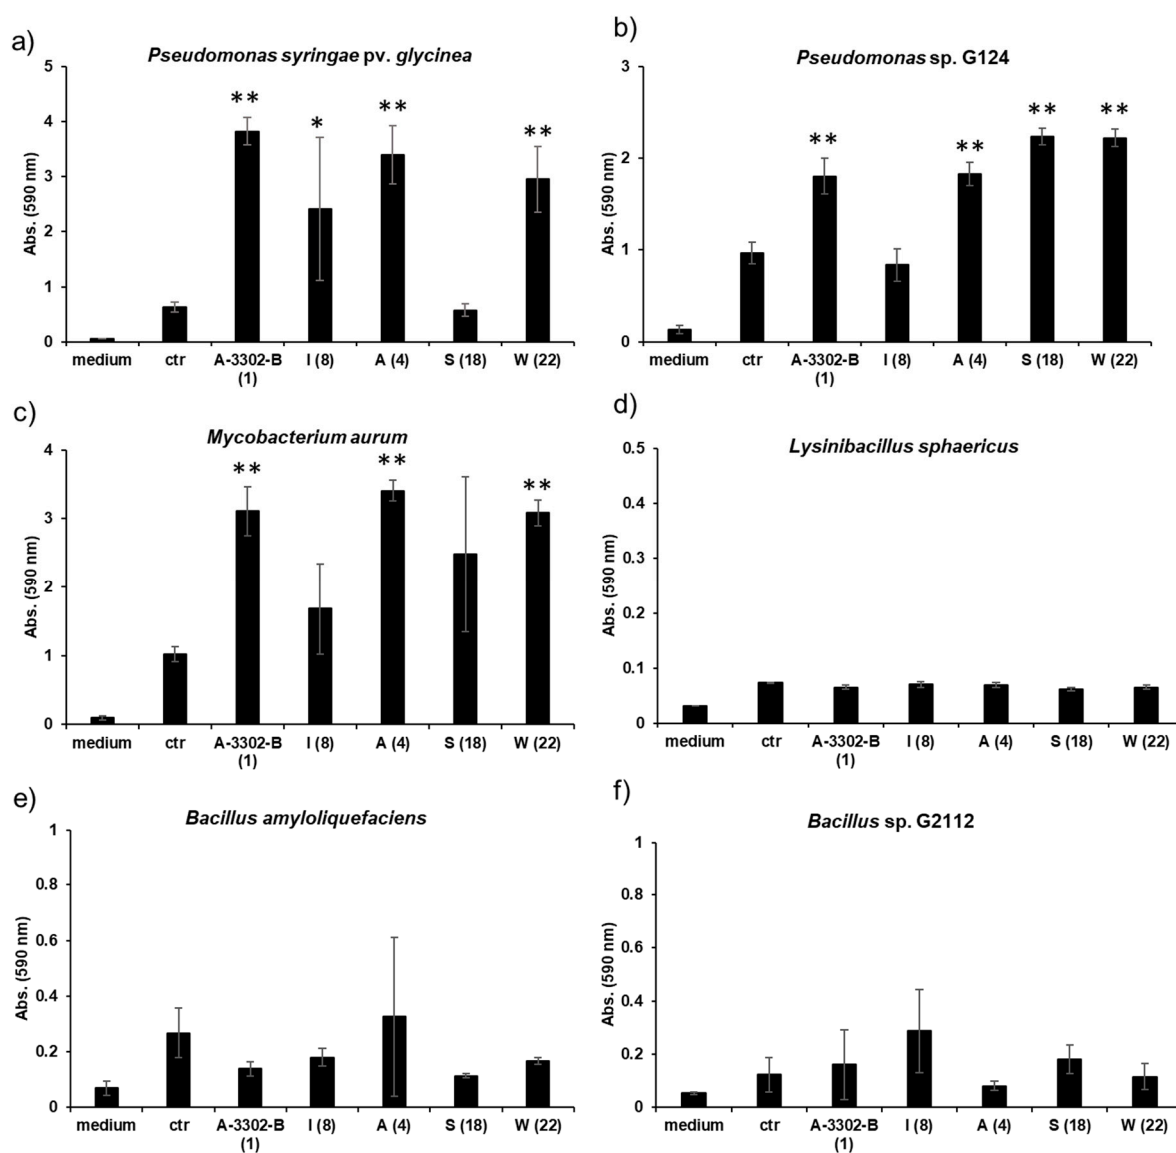 a)
Pseudomonas syringae pv. glycinea
5
4
3
2
1
0
Abs. (590 nm)
** * ** **
medium ctr A-3302-B I (8) A (4) S (18) W (22)
(1)
b)
Pseudomonas sp. G124
3
2
1
0
Abs. (590 nm)
** ** ** **
medium ctr A-3302-B I (8) A (4) S (18) W (22)
(1)
c)
Mycobacterium aurum
4
3
2
1
0
Abs. (590 nm)
** ** **
medium ctr A-3302-B I (8) A (4) S (18) W (22)
(1)
d)
Lysinibacillus sphaericus
0.5
0.4
0.3
0.2
0.1
0
Abs. (590 nm)
medium ctr A-3302-B I (8) A (4) S (18) W (22)
(1)
e)
Bacillus amyloliquefaciens
1
0.8
0.6
0.4
0.2
0
Abs. (590 nm)
medium ctr A-3302-B I (8) A (4) S (18) W (22)
(1)
f)
Bacillus sp. G2112
1
0.8
0.6
0.4
0.2
0
Abs. (590 nm)
medium ctr A-3302-B I (8) A (4) S (18) W (22)
(1)